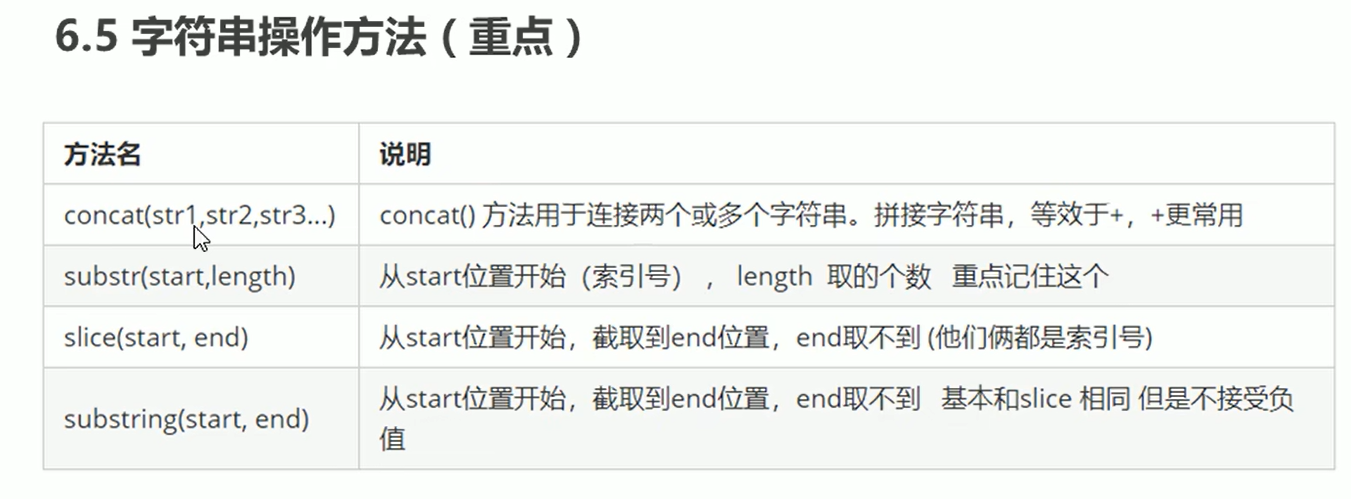 6.5 字符串操作方法（重点）
方法名 说明
concat(str1,str2,str3...) concat() 方法用于连接两个或多个字符串。拼接字符串，等效于+，+更常用
substr(start,length) 从start位置开始（索引号） ， length 取的个数 重点记住这个
slice(start, end) 从start位置开始，截取到end位置，end取不到 (他们俩都是索引号)
substring(start, end) 从start位置开始，截取到end位置，end取不到 基本和slice 相同 但是不接受负
值